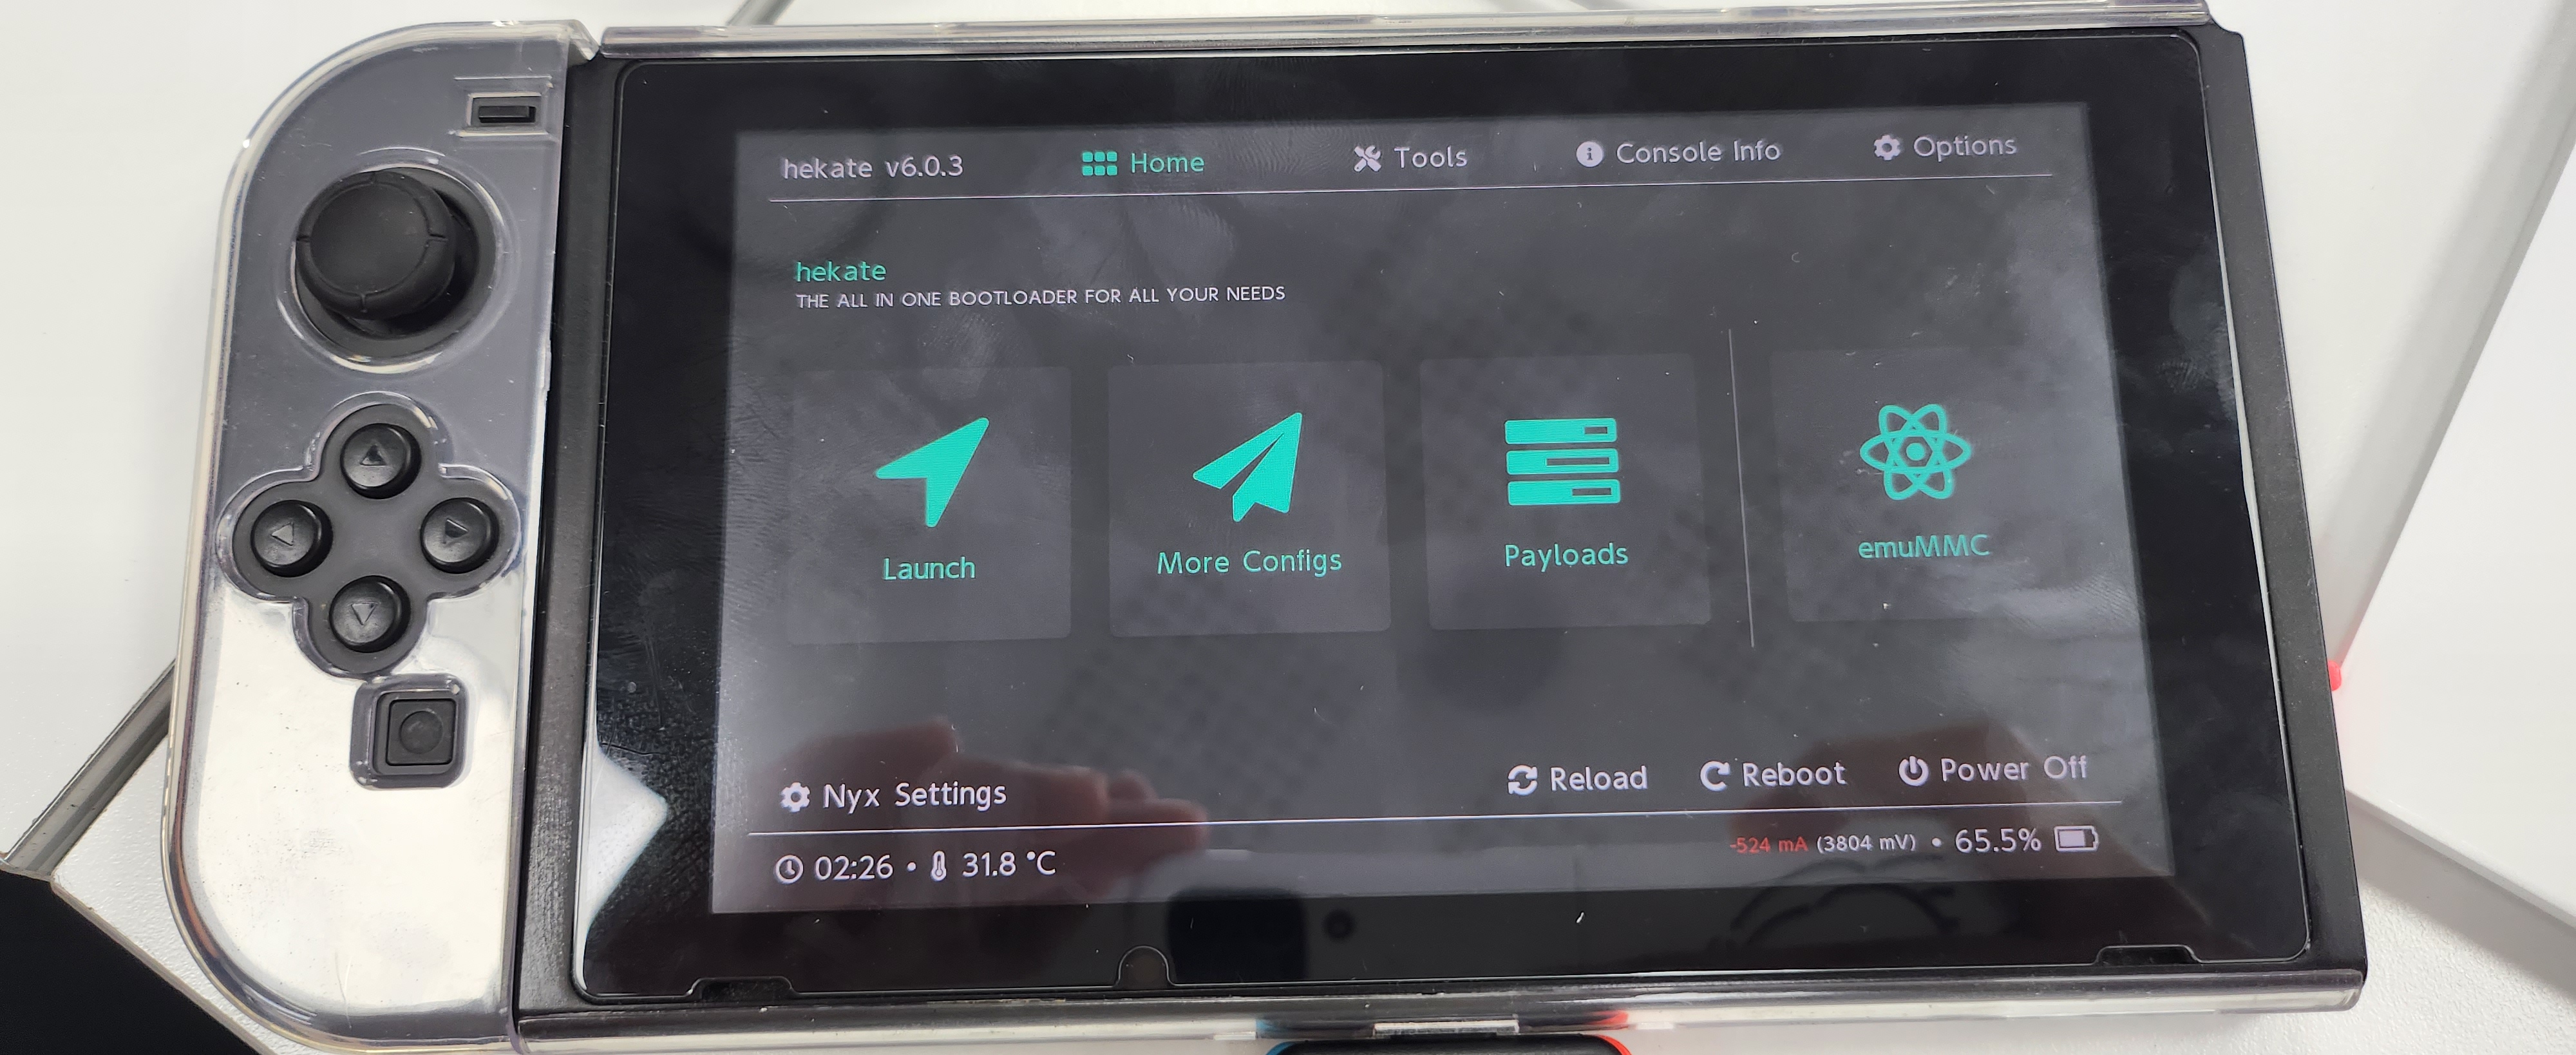 hekate v6.0.3
Home
Tools
Console Info
Options
hekate
THE ALL IN ONE BOOTLOADER FOR ALL YOUR NEEDS
Launch
More Configs
Payloads
emuMMC
Nyx Settings
Reload
Reboot
Power Off
02:26 • 31.8 °C
-524 mA (3804 mV) • 65.5%